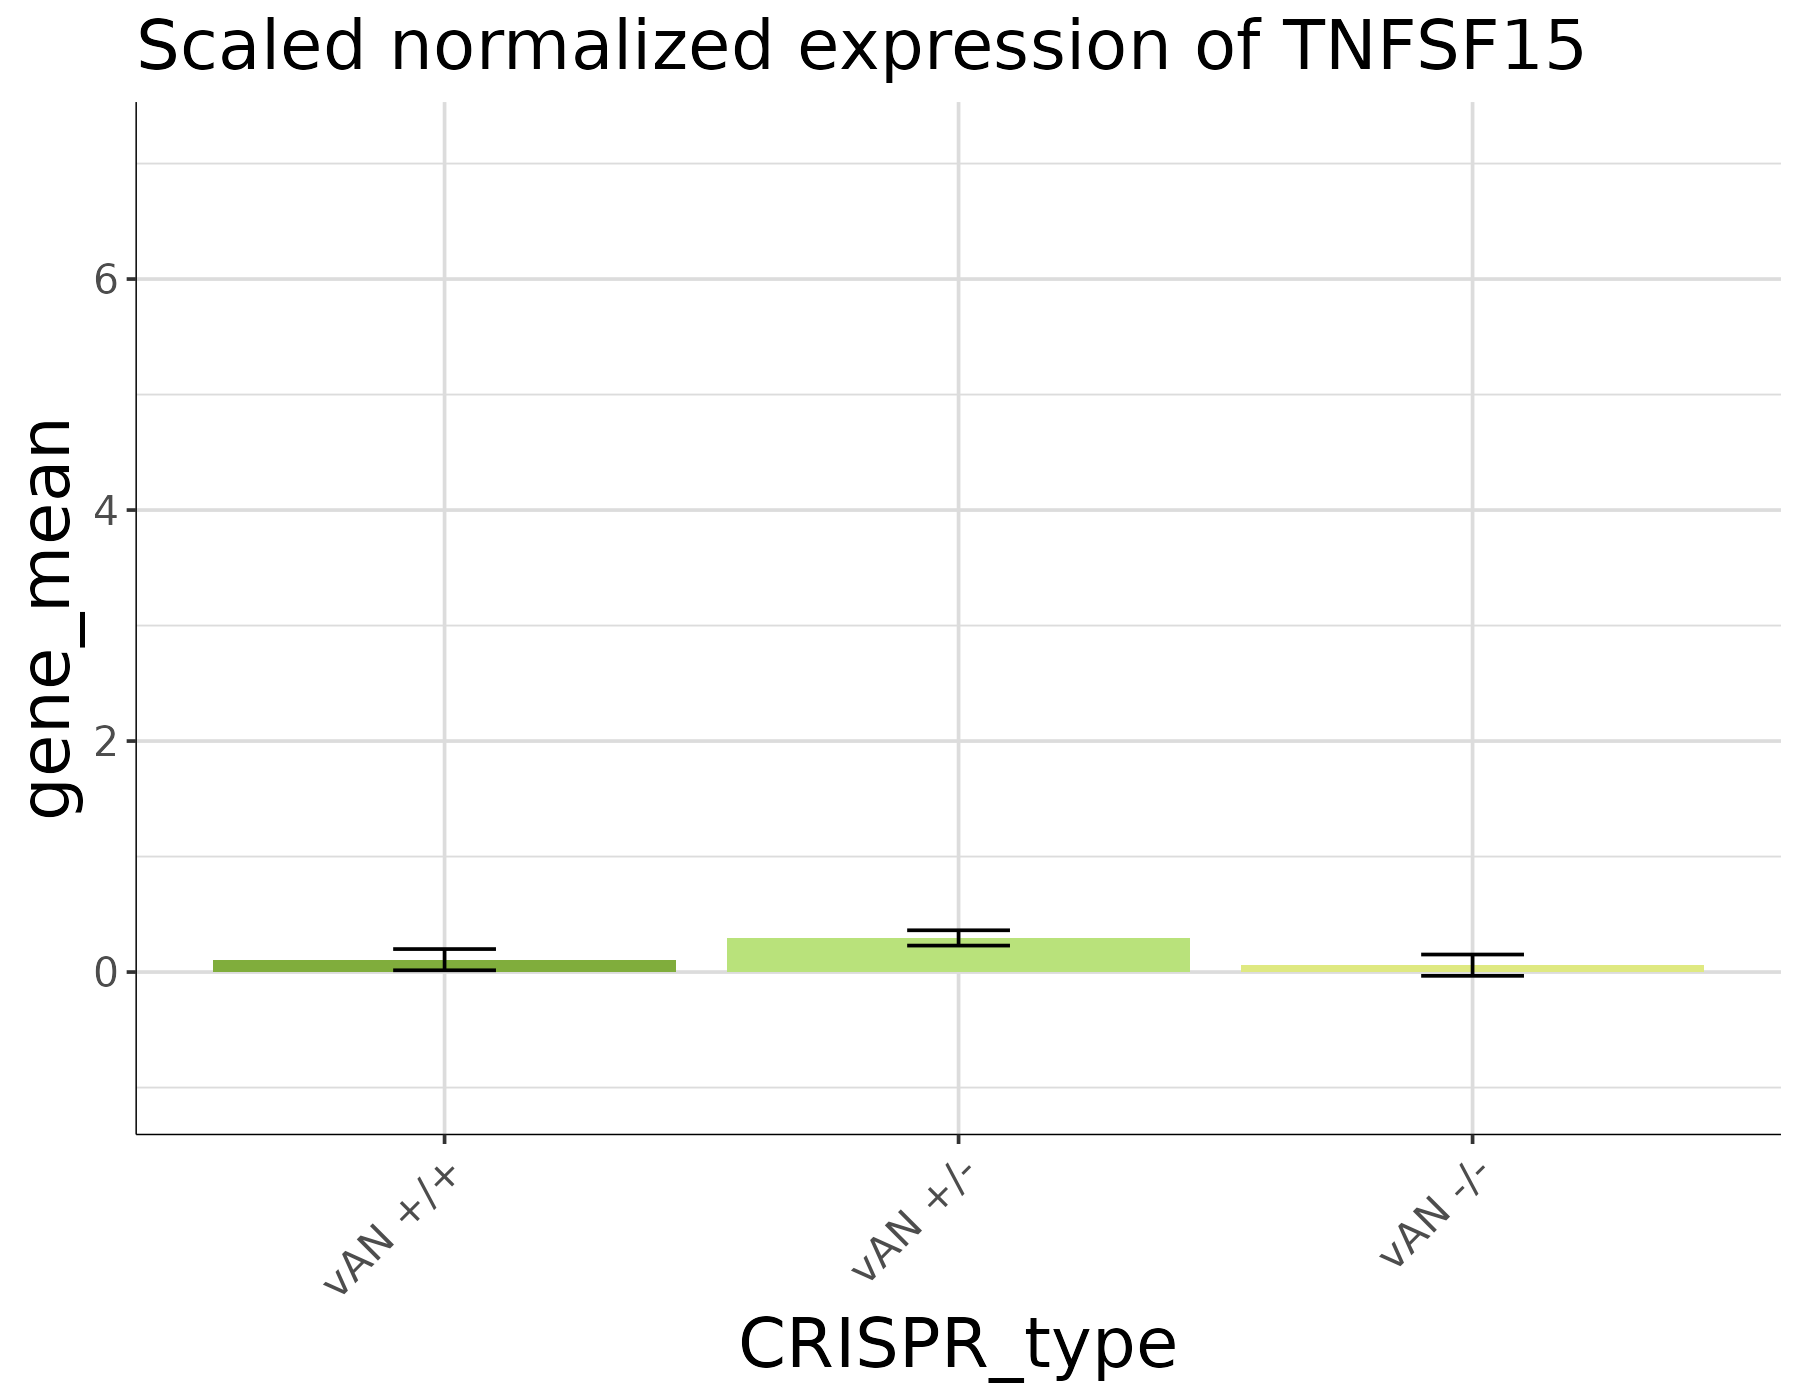 Scaled normalized expression of TNFSF15
gene_mean
6
4
2
0
vAN +/+
vAN +/-
vAN -/-
CRISPR_type